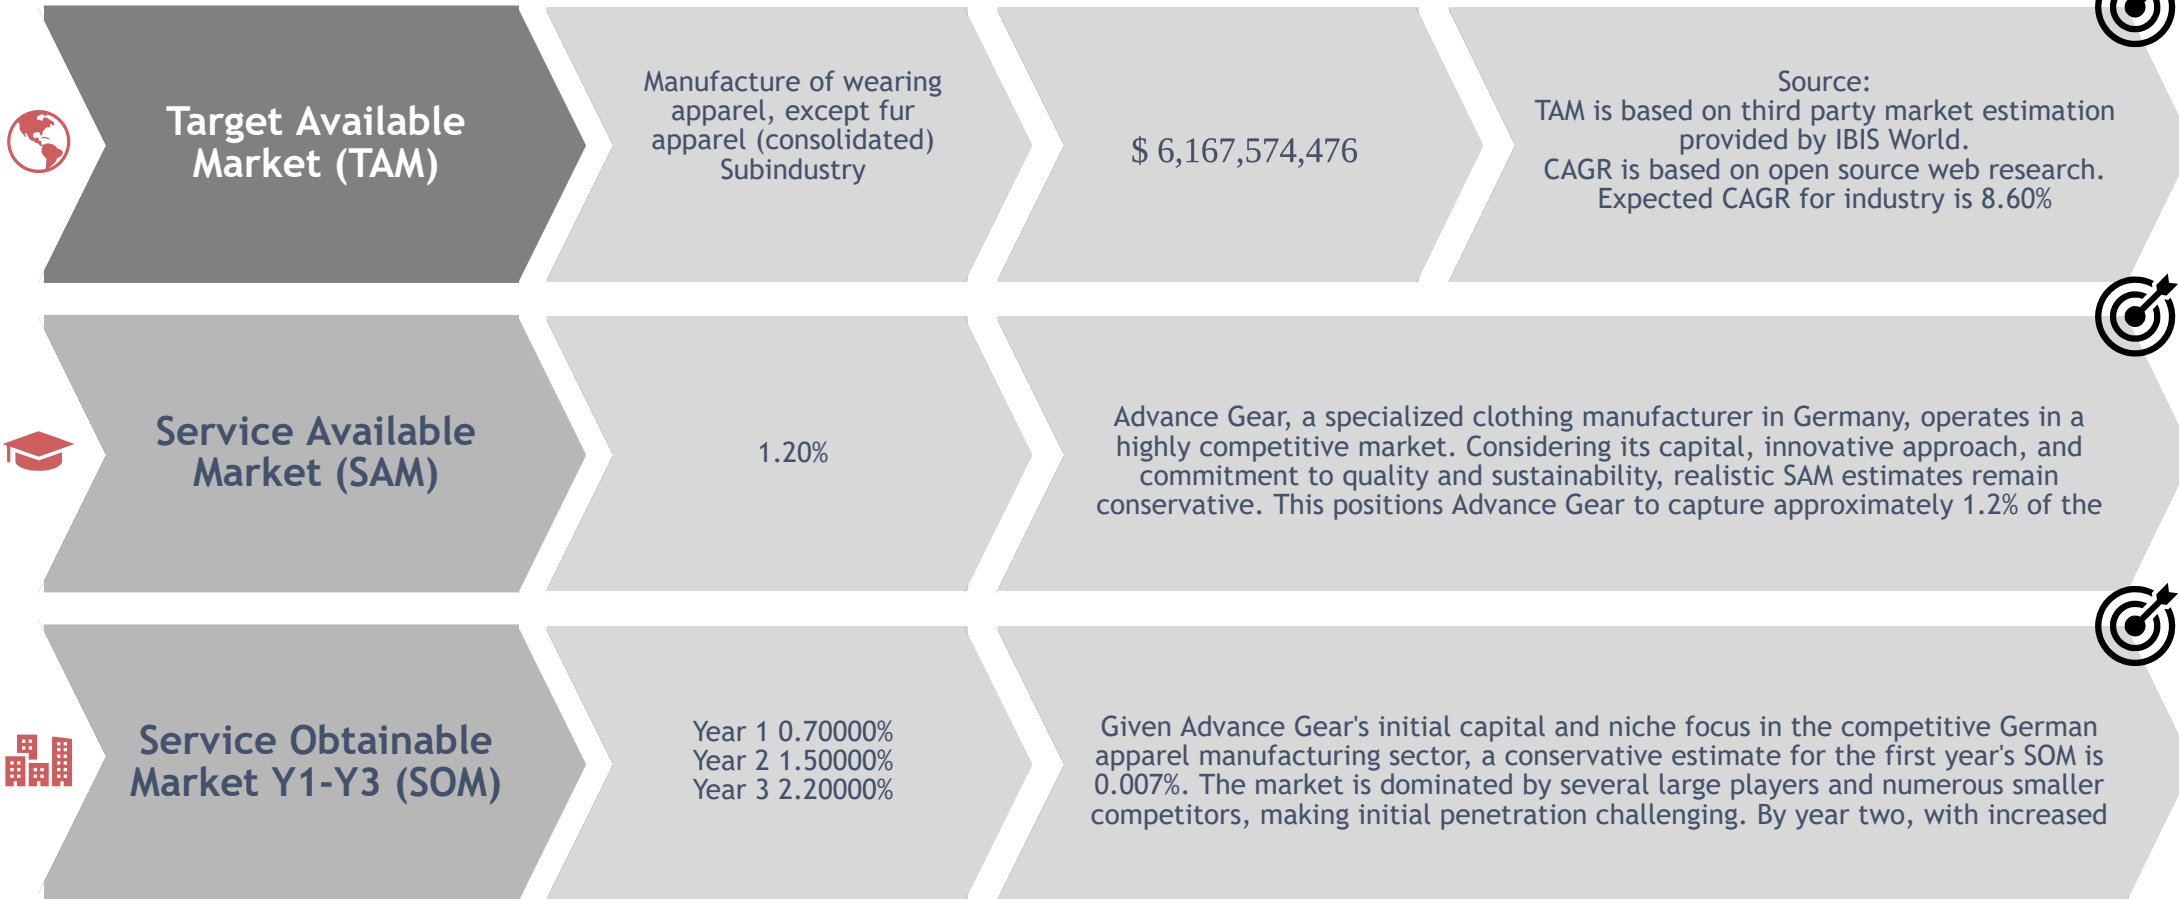 Target Available
Market (TAM)
Manufacture of wearing
apparel, except fur
apparel (consolidated)
Subindustry
$ 6,167,574,476
Source:
TAM is based on third party market estimation
provided by IBIS World.
CAGR is based on open source web research.
Expected CAGR for industry is 8.60%
Service Available
Market (SAM)
1.20%
Advance Gear, a specialized clothing manufacturer in Germany, operates in a
highly competitive market. Considering its capital, innovative approach, and
commitment to quality and sustainability, realistic SAM estimates remain
conservative. This positions Advance Gear to capture approximately 1.2% of the
Service Obtainable
Market Y1-Y3 (SOM)
Year 1 0.70000%
Year 2 1.50000%
Year 3 2.20000%
Given Advance Gear's initial capital and niche focus in the competitive German
apparel manufacturing sector, a conservative estimate for the first year's SOM is
0.007%. The market is dominated by several large players and numerous smaller
competitors, making initial penetration challenging. By year two, with increased